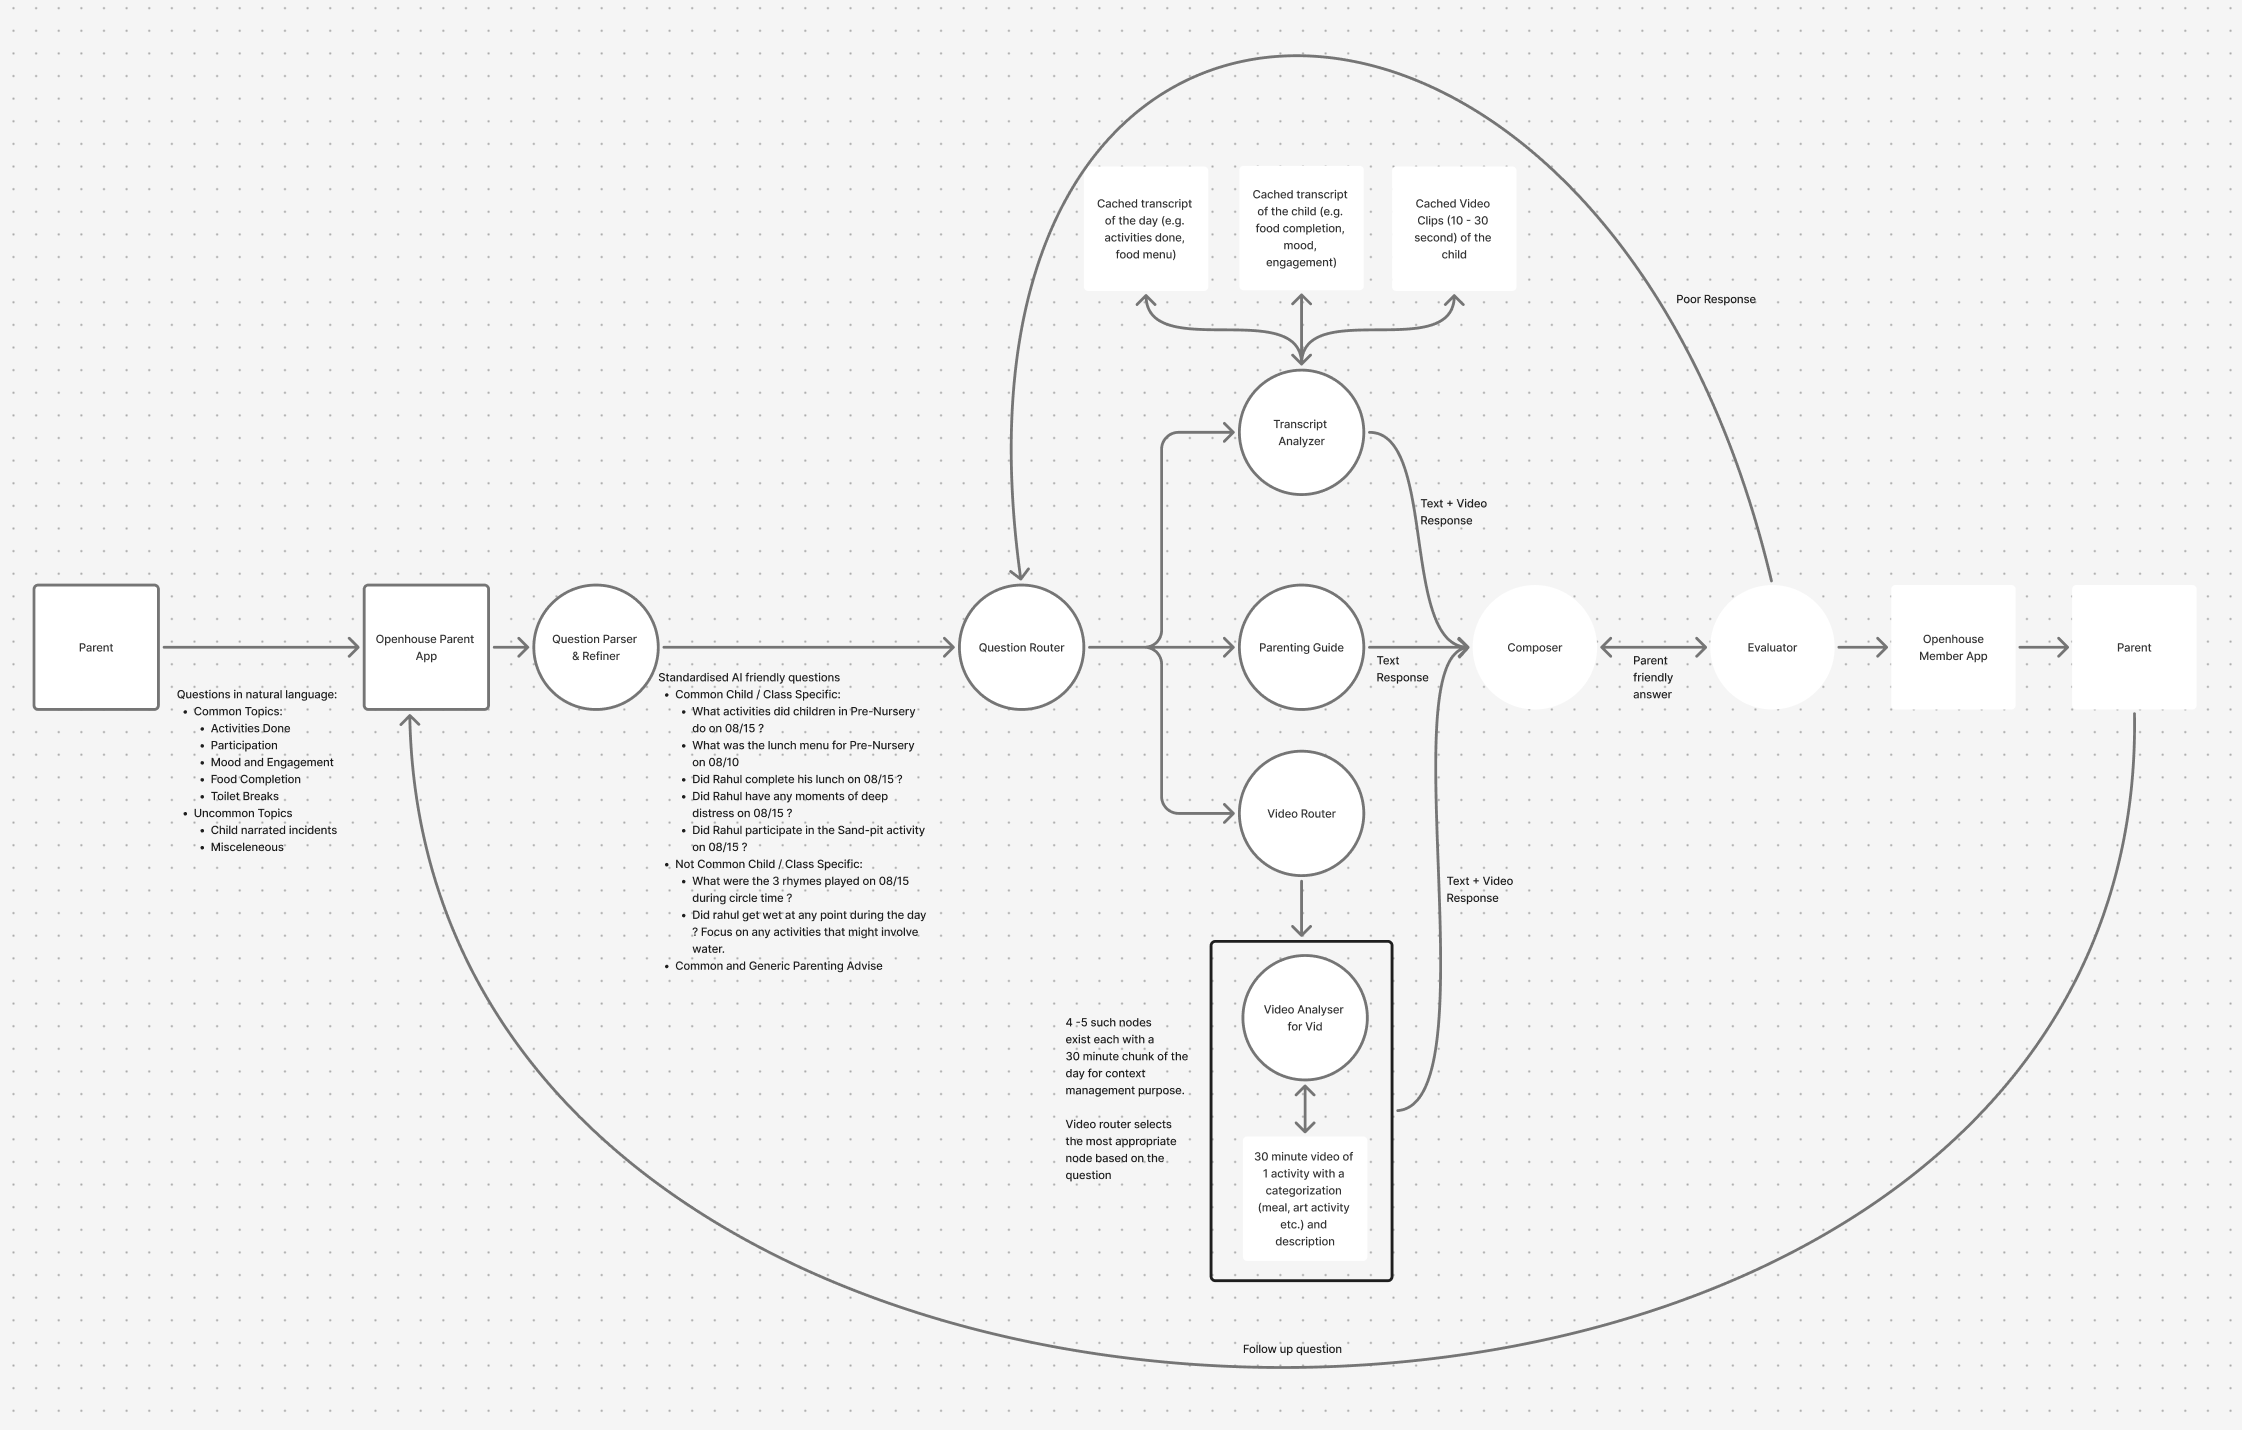 Cached transcript
of the day (e.g.
activities done,
food menu)
Cached transcript
of the child (e.g.
food completion,
mood,
engagement)
Cached Video
Clips (10 - 30
second) of the
child
Poor Response
Transcript
Analyzer
Text + Video
Response
Parent
Openhouse Parent
App
Question Parser
& Refiner
Question Router
Parenting Guide
Text
Response
Composer
Parent
friendly
answer
Evaluator
Openhouse
Member App
Parent
Questions in natural language:
• Common Topics:
• Activities Done
• Participation
• Mood and Engagement
• Food Completion
• Toilet Breaks
• Uncommon Topics
• Child narrated incidents
• Misceleneous
Standardised AI friendly questions
• Common Child / Class Specific:
• What activities did children in Pre-Nursery
do on 08/15 ?
• What was the lunch menu for Pre-Nursery
on 08/10
• Did Rahul complete his lunch on 08/15 ?
• Did Rahul have any moments of deep
distress on 08/15 ?
• Did Rahul participate in the Sand-pit activity
on 08/15 ?
• Not Common Child / Class Specific:
• What were the 3 rhymes played on 08/15
during circle time ?
• Did rahul get wet at any point during the day
? Focus on any activities that might involve
water.
• Common and Generic Parenting Advise
Video Router
Text + Video
Response
4 -5 such nodes
exist each with a
30 minute chunk of the
day for context
management purpose.
Video router selects
the most appropriate
node based on the
question
Video Analyser
for Vid
30 minute video of
1 activity with a
categorization
(meal, art activity
etc.) and
description
Follow up question